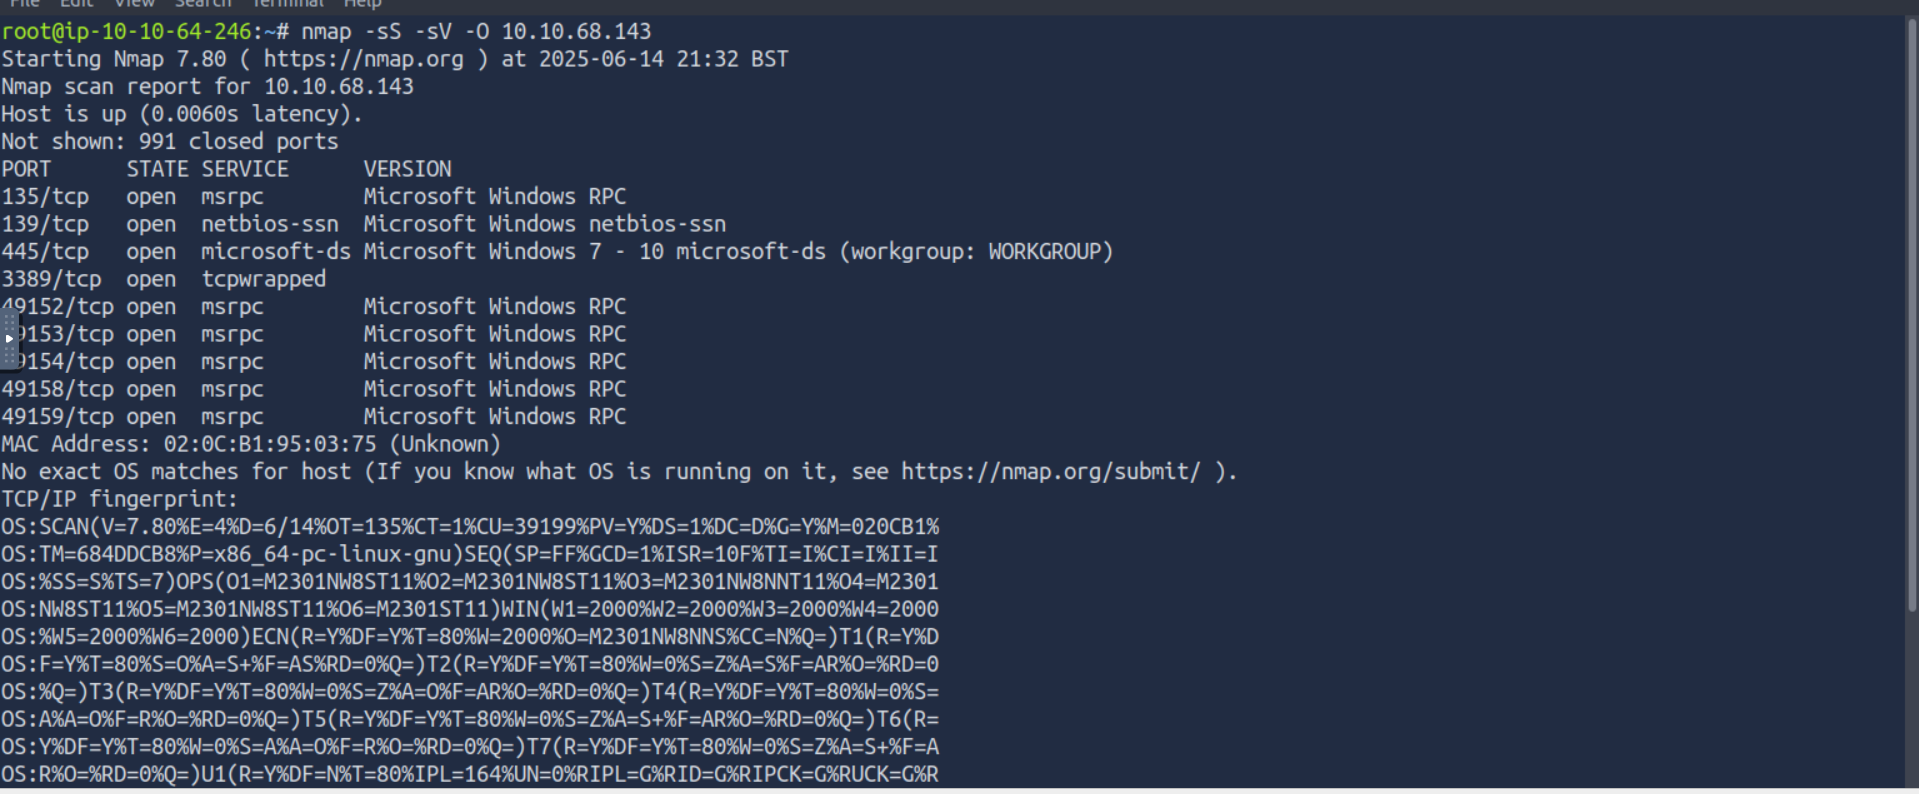 File Edit View Search Terminal Help
root@ip-10-10-64-246:~# nmap -sS -sV -O 10.10.68.143
Starting Nmap 7.80 ( https://nmap.org ) at 2025-06-14 21:32 BST
Nmap scan report for 10.10.68.143
Host is up (0.0060s latency).
Not shown: 991 closed ports
PORT      STATE SERVICE      VERSION
135/tcp   open  msrpc        Microsoft Windows RPC
139/tcp   open  netbios-ssn  Microsoft Windows netbios-ssn
445/tcp   open  microsoft-ds Microsoft Windows 7 - 10 microsoft-ds (workgroup: WORKGROUP)
3389/tcp  open  tcpwrapped
49152/tcp open  msrpc        Microsoft Windows RPC
9153/tcp open  msrpc        Microsoft Windows RPC
9154/tcp open  msrpc        Microsoft Windows RPC
49158/tcp open  msrpc        Microsoft Windows RPC
49159/tcp open  msrpc        Microsoft Windows RPC
MAC Address: 02:0C:B1:95:03:75 (Unknown)
No exact OS matches for host (If you know what OS is running on it, see https://nmap.org/submit/ ).
TCP/IP fingerprint:
OS:SCAN(V=7.80%E=4%D=6/14%OT=135%CT=1%CU=39199%PV=Y%DS=1%DC=D%G=Y%M=020CB1%
OS:TM=684DDCB8%P=x86_64-pc-linux-gnu)SEQ(SP=FF%GCD=1%ISR=10F%TI=I%CI=I%II=I
OS:%SS=S%TS=7)OPS(O1=M2301NW8ST11%O2=M2301NW8ST11%O3=M2301NW8NNT11%O4=M2301
OS:NW8ST11%O5=M2301NW8ST11%O6=M2301ST11)WIN(W1=2000%W2=2000%W3=2000%W4=2000
OS:%W5=2000%W6=2000)ECN(R=Y%DF=Y%T=80%W=2000%O=M2301NW8NNS%CC=N%Q=)T1(R=Y%D
OS:F=Y%T=80%S=O%A=S+%F=AS%RD=0%Q=)T2(R=Y%DF=Y%T=80%W=0%S=Z%A=S%F=AR%O=%RD=0
OS:%Q=)T3(R=Y%DF=Y%T=80%W=0%S=Z%A=O%F=AR%O=%RD=0%Q=)T4(R=Y%DF=Y%T=80%W=0%S=
OS:A%A=O%F=R%O=%RD=0%Q=)T5(R=Y%DF=Y%T=80%W=0%S=Z%A=S+%F=AR%O=%RD=0%Q=)T6(R=
OS:Y%DF=Y%T=80%W=0%S=A%A=O%F=R%O=%RD=0%Q=)T7(R=Y%DF=Y%T=80%W=0%S=Z%A=S+%F=A
OS:R%O=%RD=0%Q=)U1(R=Y%DF=N%T=80%IPL=164%UN=0%RIPL=G%RID=G%RIPCK=G%RUCK=G%R